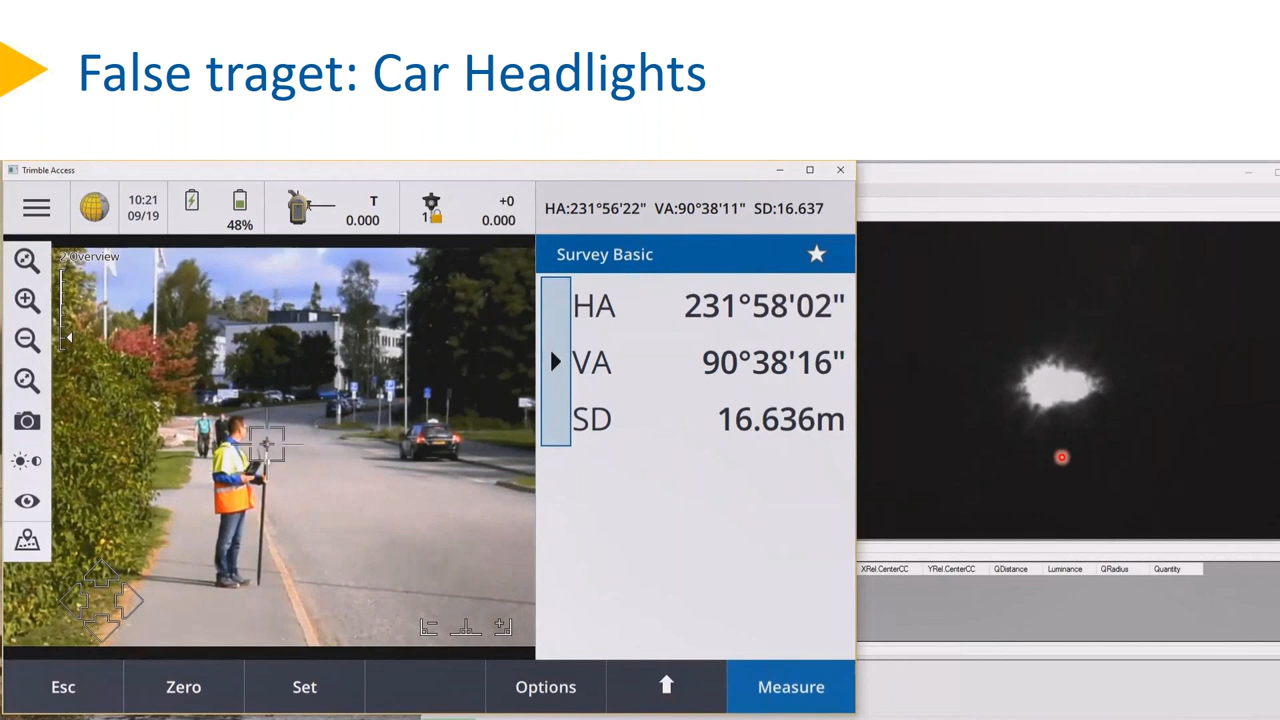 False traget: Car Headlights
Trimble Access
10:21
09/19
48%
T
0.000
+0
0.000
HA:231°56'22" VA:90°38'11" SD:16.637
2 Overview
Survey Basic
HA 231°58'02"
VA 90°38'16"
SD 16.636m
XRel.CenterCC YRel.CenterCC QDistance Luminance QRadius Quantity
Esc Zero Set Options Measure